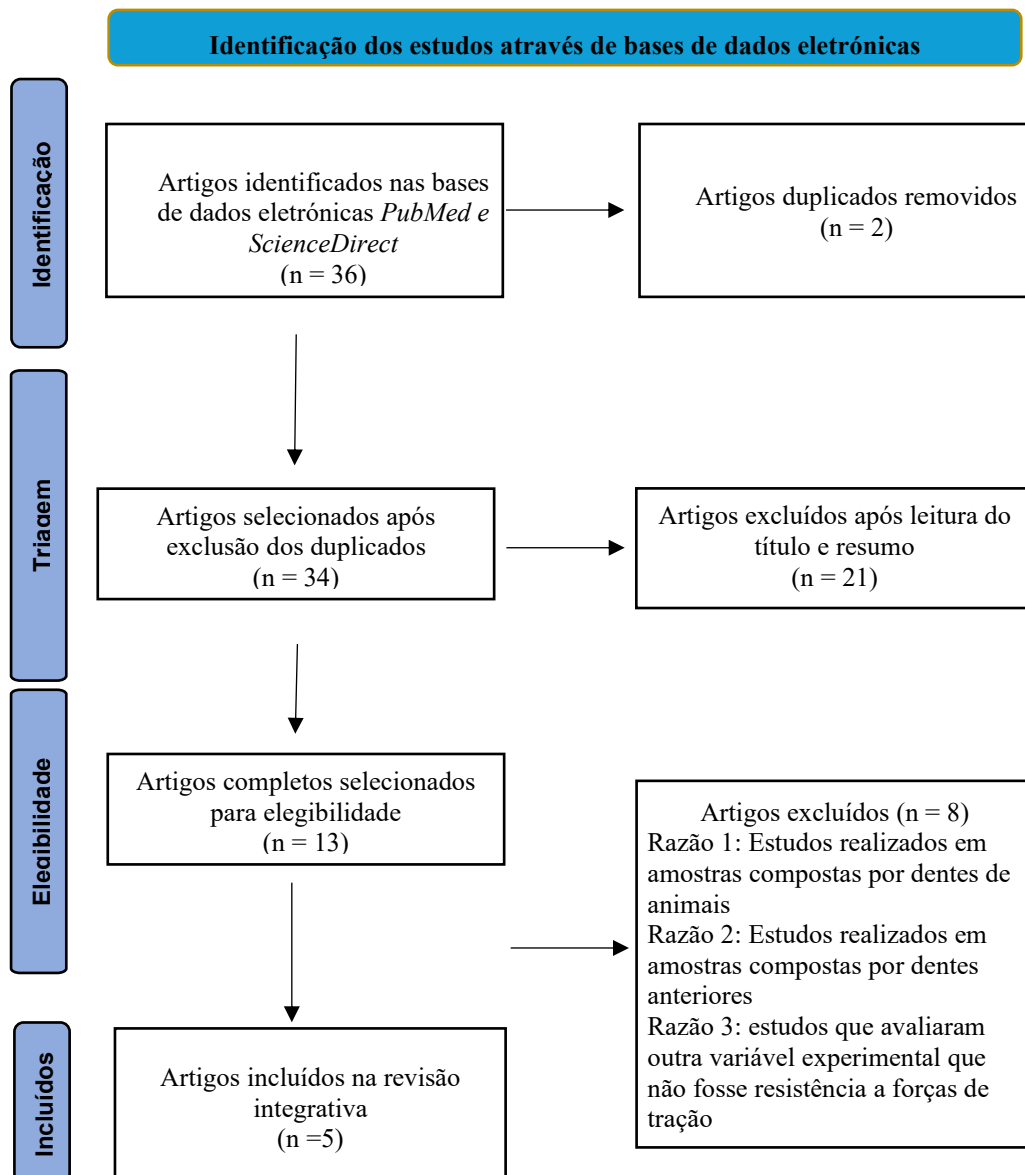 Identificação dos estudos através de bases de dados eletrónicas
Identificação
Artigos identificados nas bases
de dados eletrónicas PubMed e
ScienceDirect
(n = 36)
Artigos duplicados removidos
(n = 2)
Triagem
Artigos selecionados após
exclusão dos duplicados
(n = 34)
Artigos excluídos após leitura do
título e resumo
(n = 21)
Elegibilidade
Artigos completos selecionados
para elegibilidade
(n = 13)
Artigos excluídos (n = 8)
Razão 1: Estudos realizados em
amostras compostas por dentes de
animais
Razão 2: Estudos realizados em
amostras compostas por dentes
anteriores
Razão 3: estudos que avaliaram
outra variável experimental que
não fosse resistência a forças de
tração
Incluídos
Artigos incluídos na revisão
integrativa
(n =5)